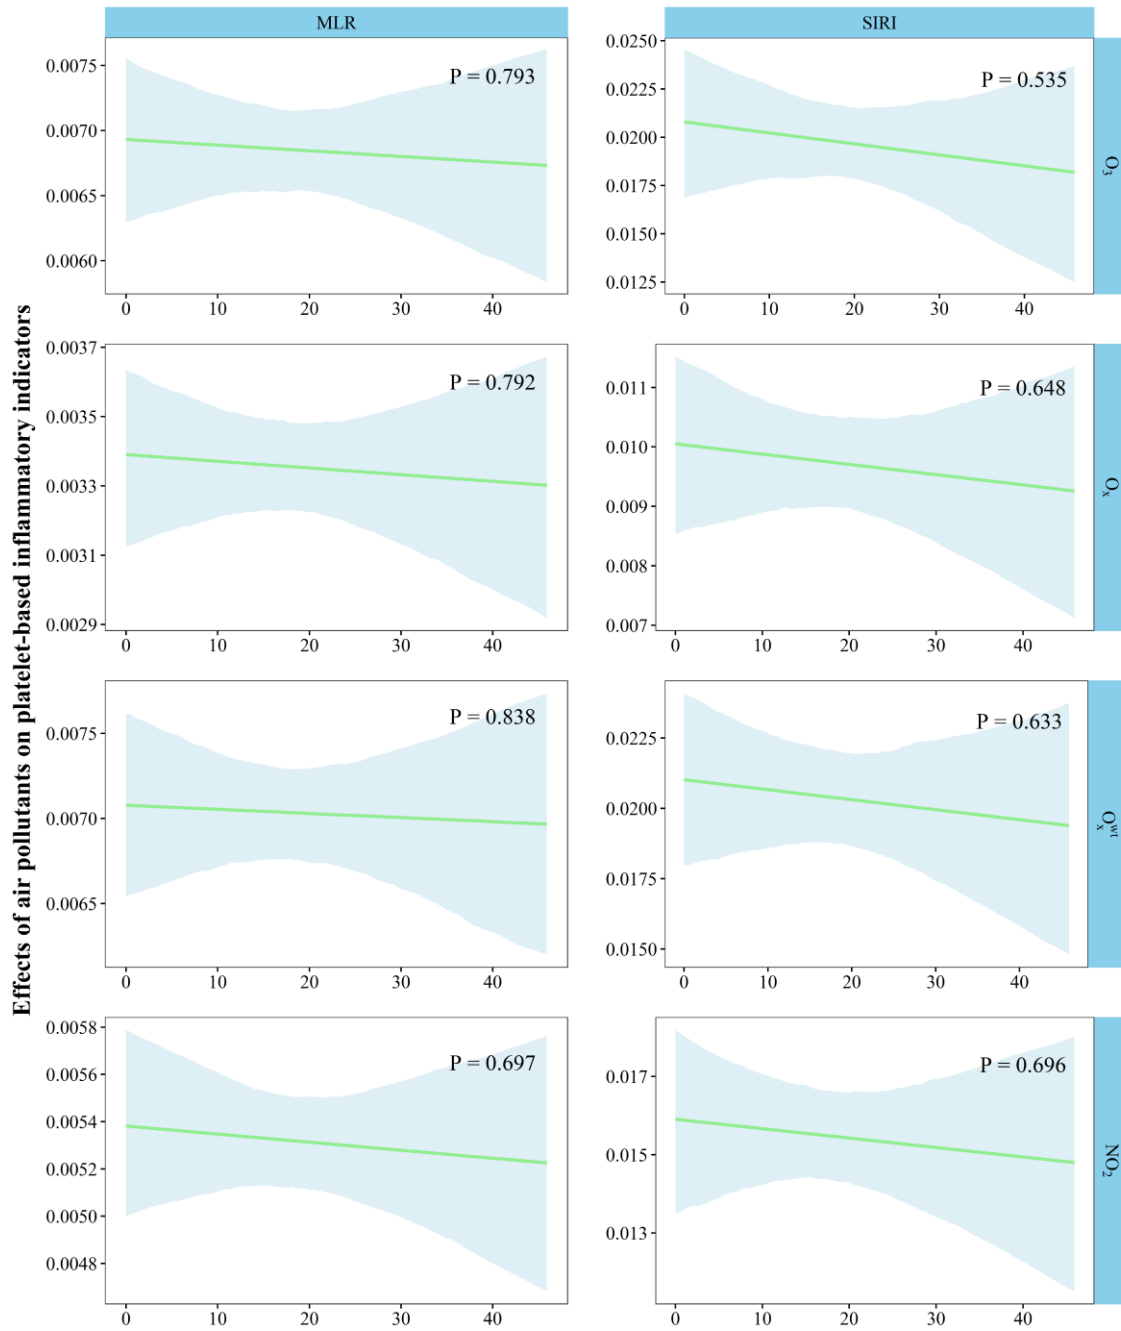 MLR
SIRI
Effects of air pollutants on platelet-based inflammatory indicators
0.0075
0.0070
0.0065
0.0060
P = 0.793
0 10 20 30 40
0.0250
0.0225
0.0200
0.0175
0.0150
0.0125
P = 0.535
0 10 20 30 40
O₃
0.0037
0.0035
0.0033
0.0031
0.0029
P = 0.792
0 10 20 30 40
0.011
0.010
0.009
0.008
0.007
P = 0.648
0 10 20 30 40
Oₓ
0.0075
0.0070
0.0065
P = 0.838
0 10 20 30 40
0.0225
0.0200
0.0175
0.0150
P = 0.633
0 10 20 30 40
Oₓʷᵗ
0.0058
0.0056
0.0054
0.0052
0.0050
0.0048
P = 0.697
0 10 20 30 40
0.017
0.015
0.013
P = 0.696
0 10 20 30 40
NO₂